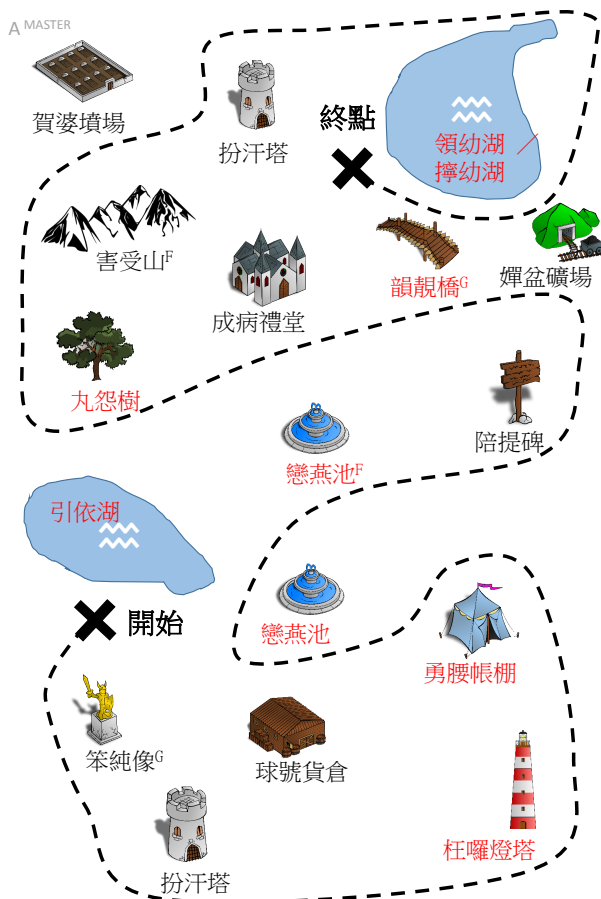 A MASTER
賀婆墳場
扮汗塔
終點
領幼湖／
擰幼湖
害受山F
成病禮堂
韻靚橋G
嬋盆礦場
丸怨樹
陪提碑
戀燕池F
引依湖
戀燕池
開始
勇腰帳棚
笨純像G
球號貨倉
枉囉燈塔
扮汗塔